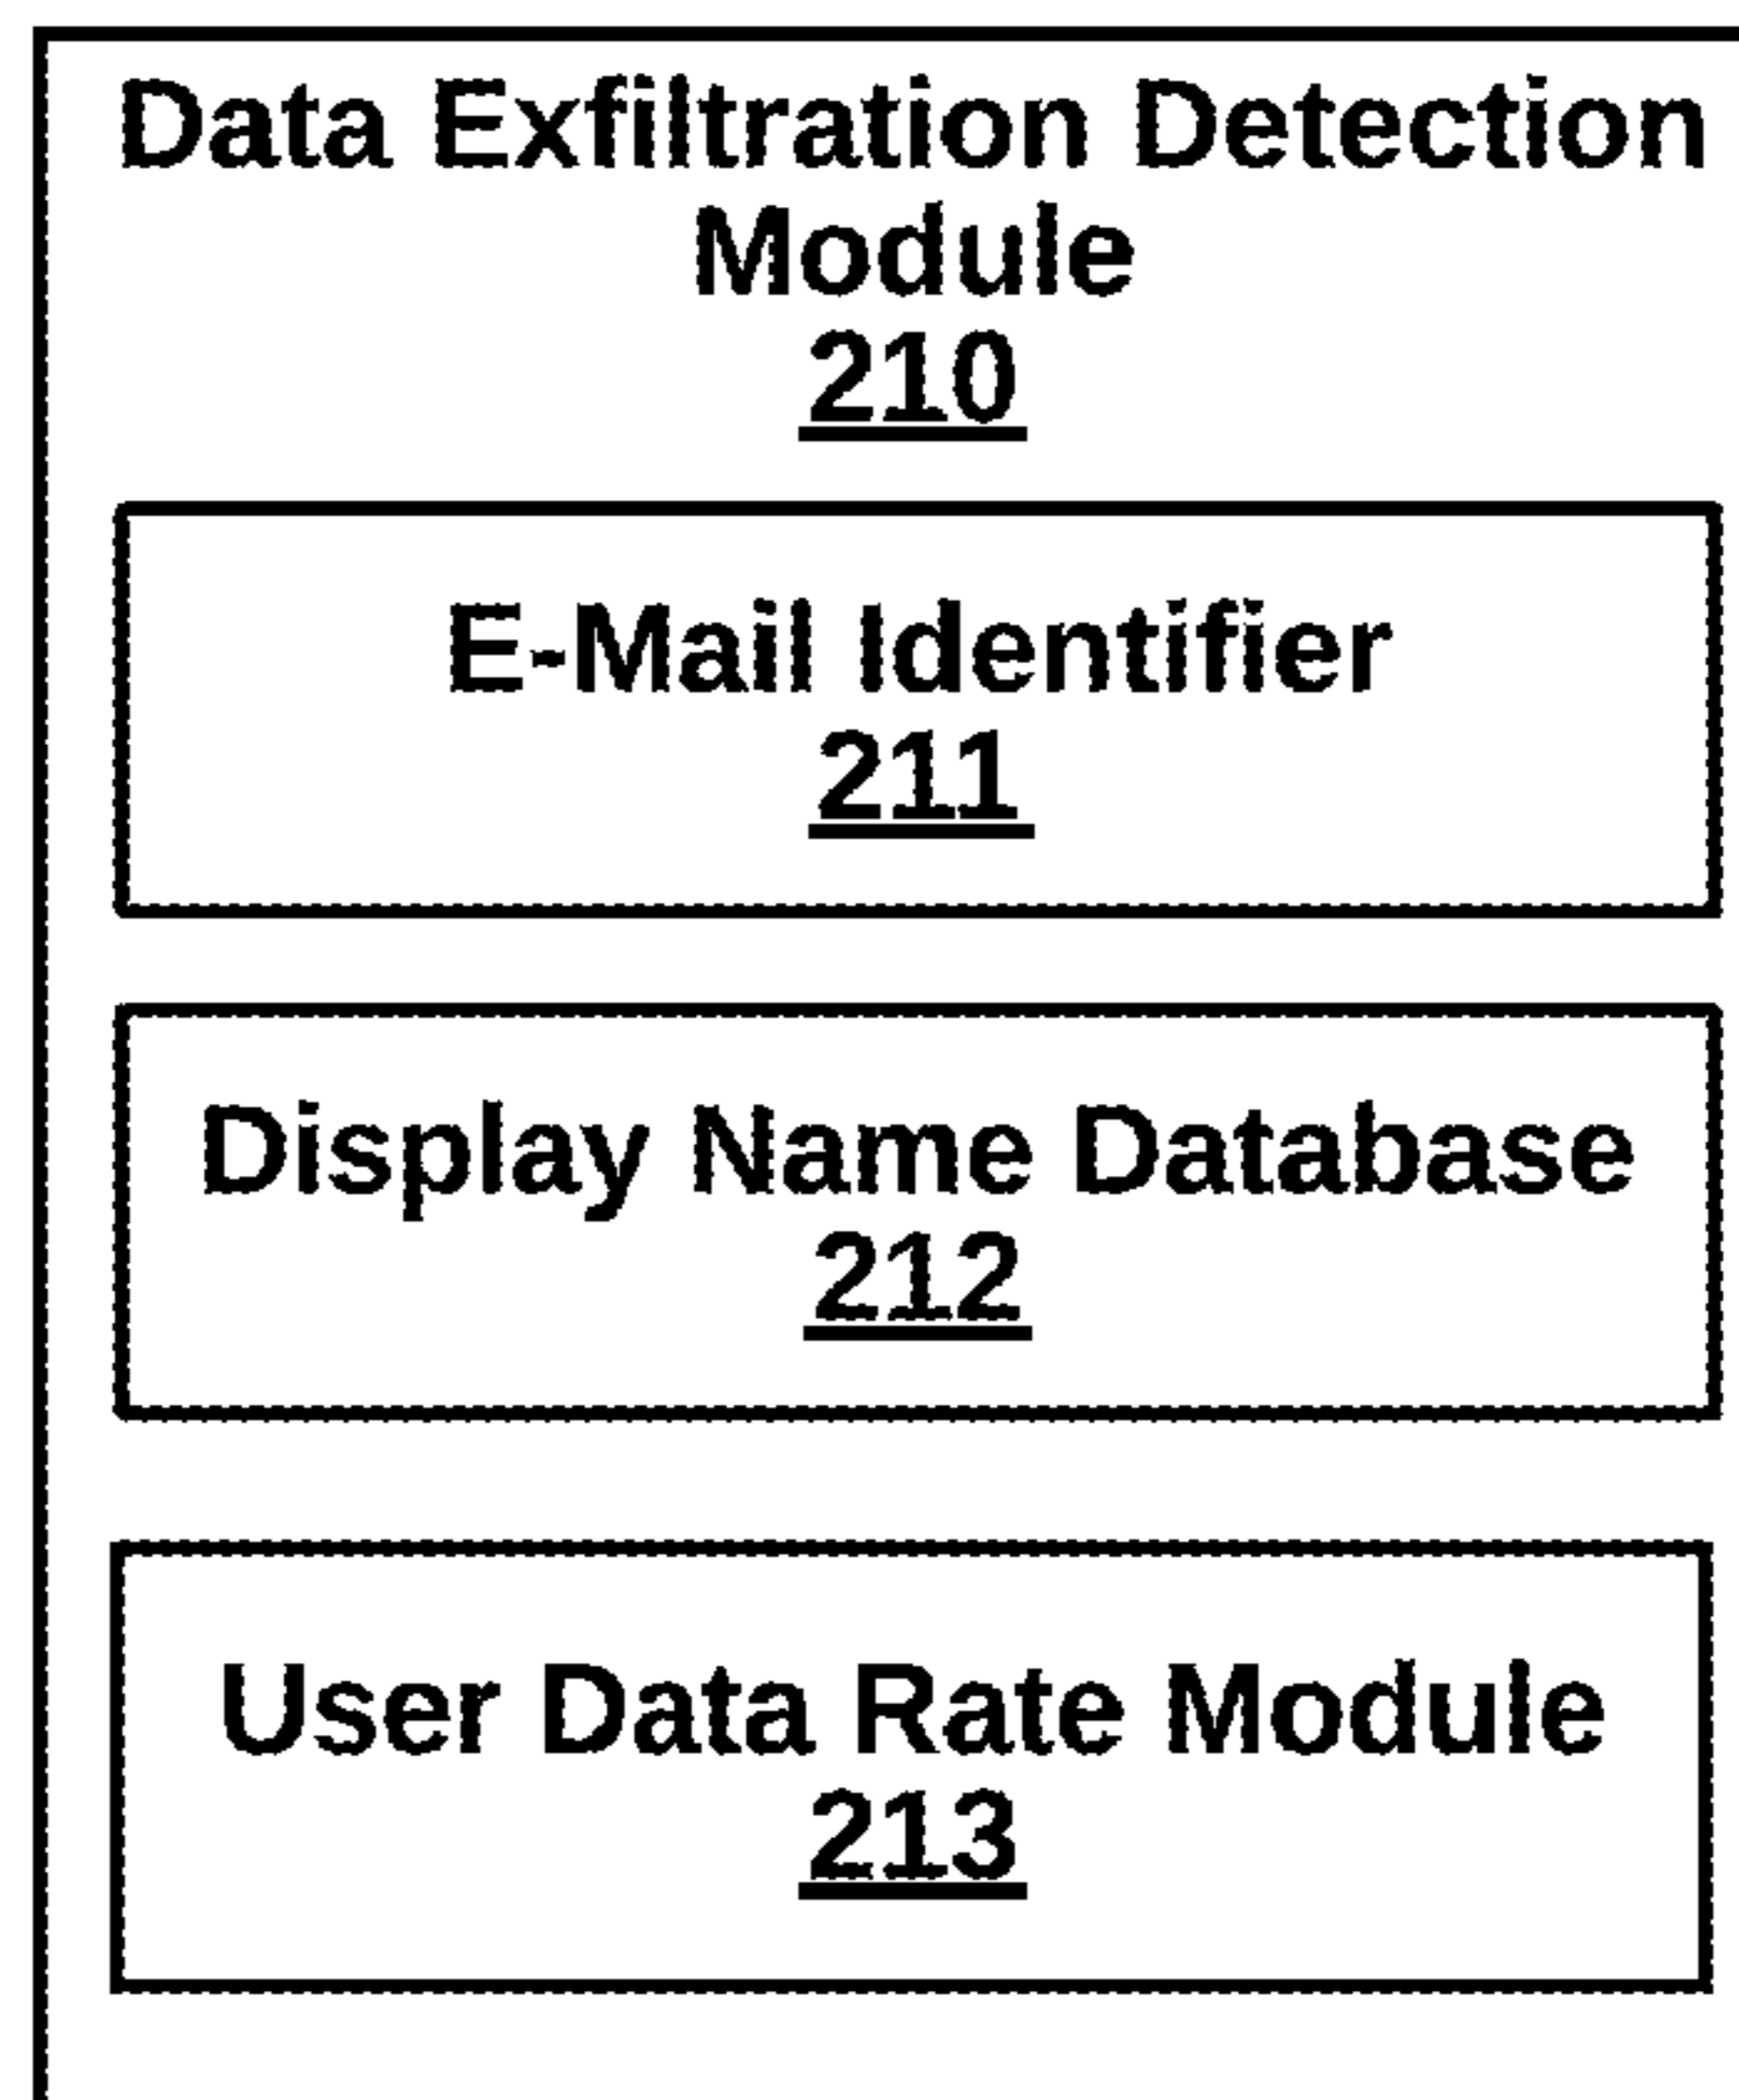 Data Exfiltration Detection
Module
210
E-Mail Identifier
211
Display Name Database
212
User Data Rate Module
213